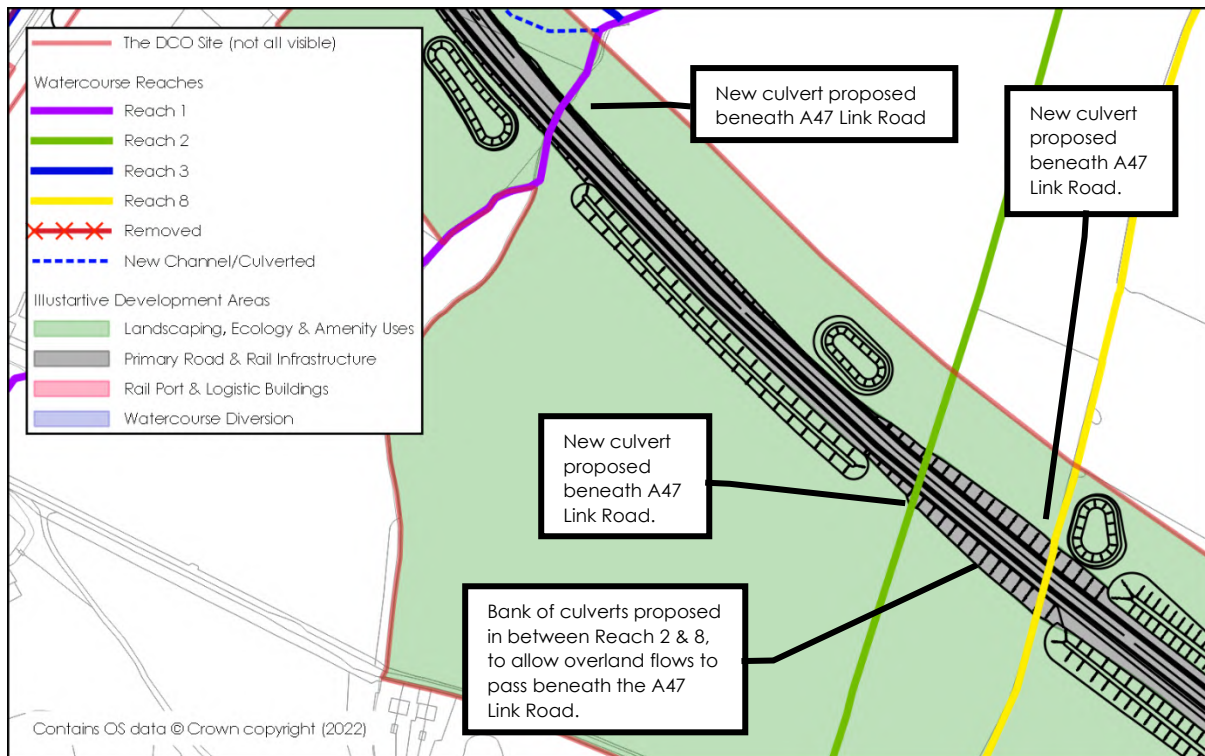 The DCO Site (not all visible)
Watercourse Reaches
Reach 1
Reach 2
Reach 3
Reach 8
Removed
New Channel/Culverted
Illustartive Development Areas
Landscaping, Ecology & Amenity Uses
Primary Road & Rail Infrastructure
Rail Port & Logistic Buildings
Watercourse Diversion
New culvert proposed
beneath A47 Link Road
New culvert
proposed
beneath A47
Link Road.
New culvert
proposed
beneath A47
Link Road.
Bank of culverts proposed
in between Reach 2 & 8,
to allow overland flows to
pass beneath the A47
Link Road.
Contains OS data © Crown copyright (2022)